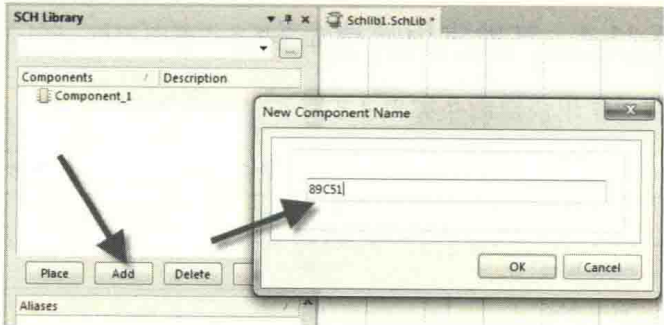 SCH Library
Schlib1.SchLib *
...
Components / Description
Component_1
New Component Name
89C51
Place Add Delete
OK Cancel
Aliases /